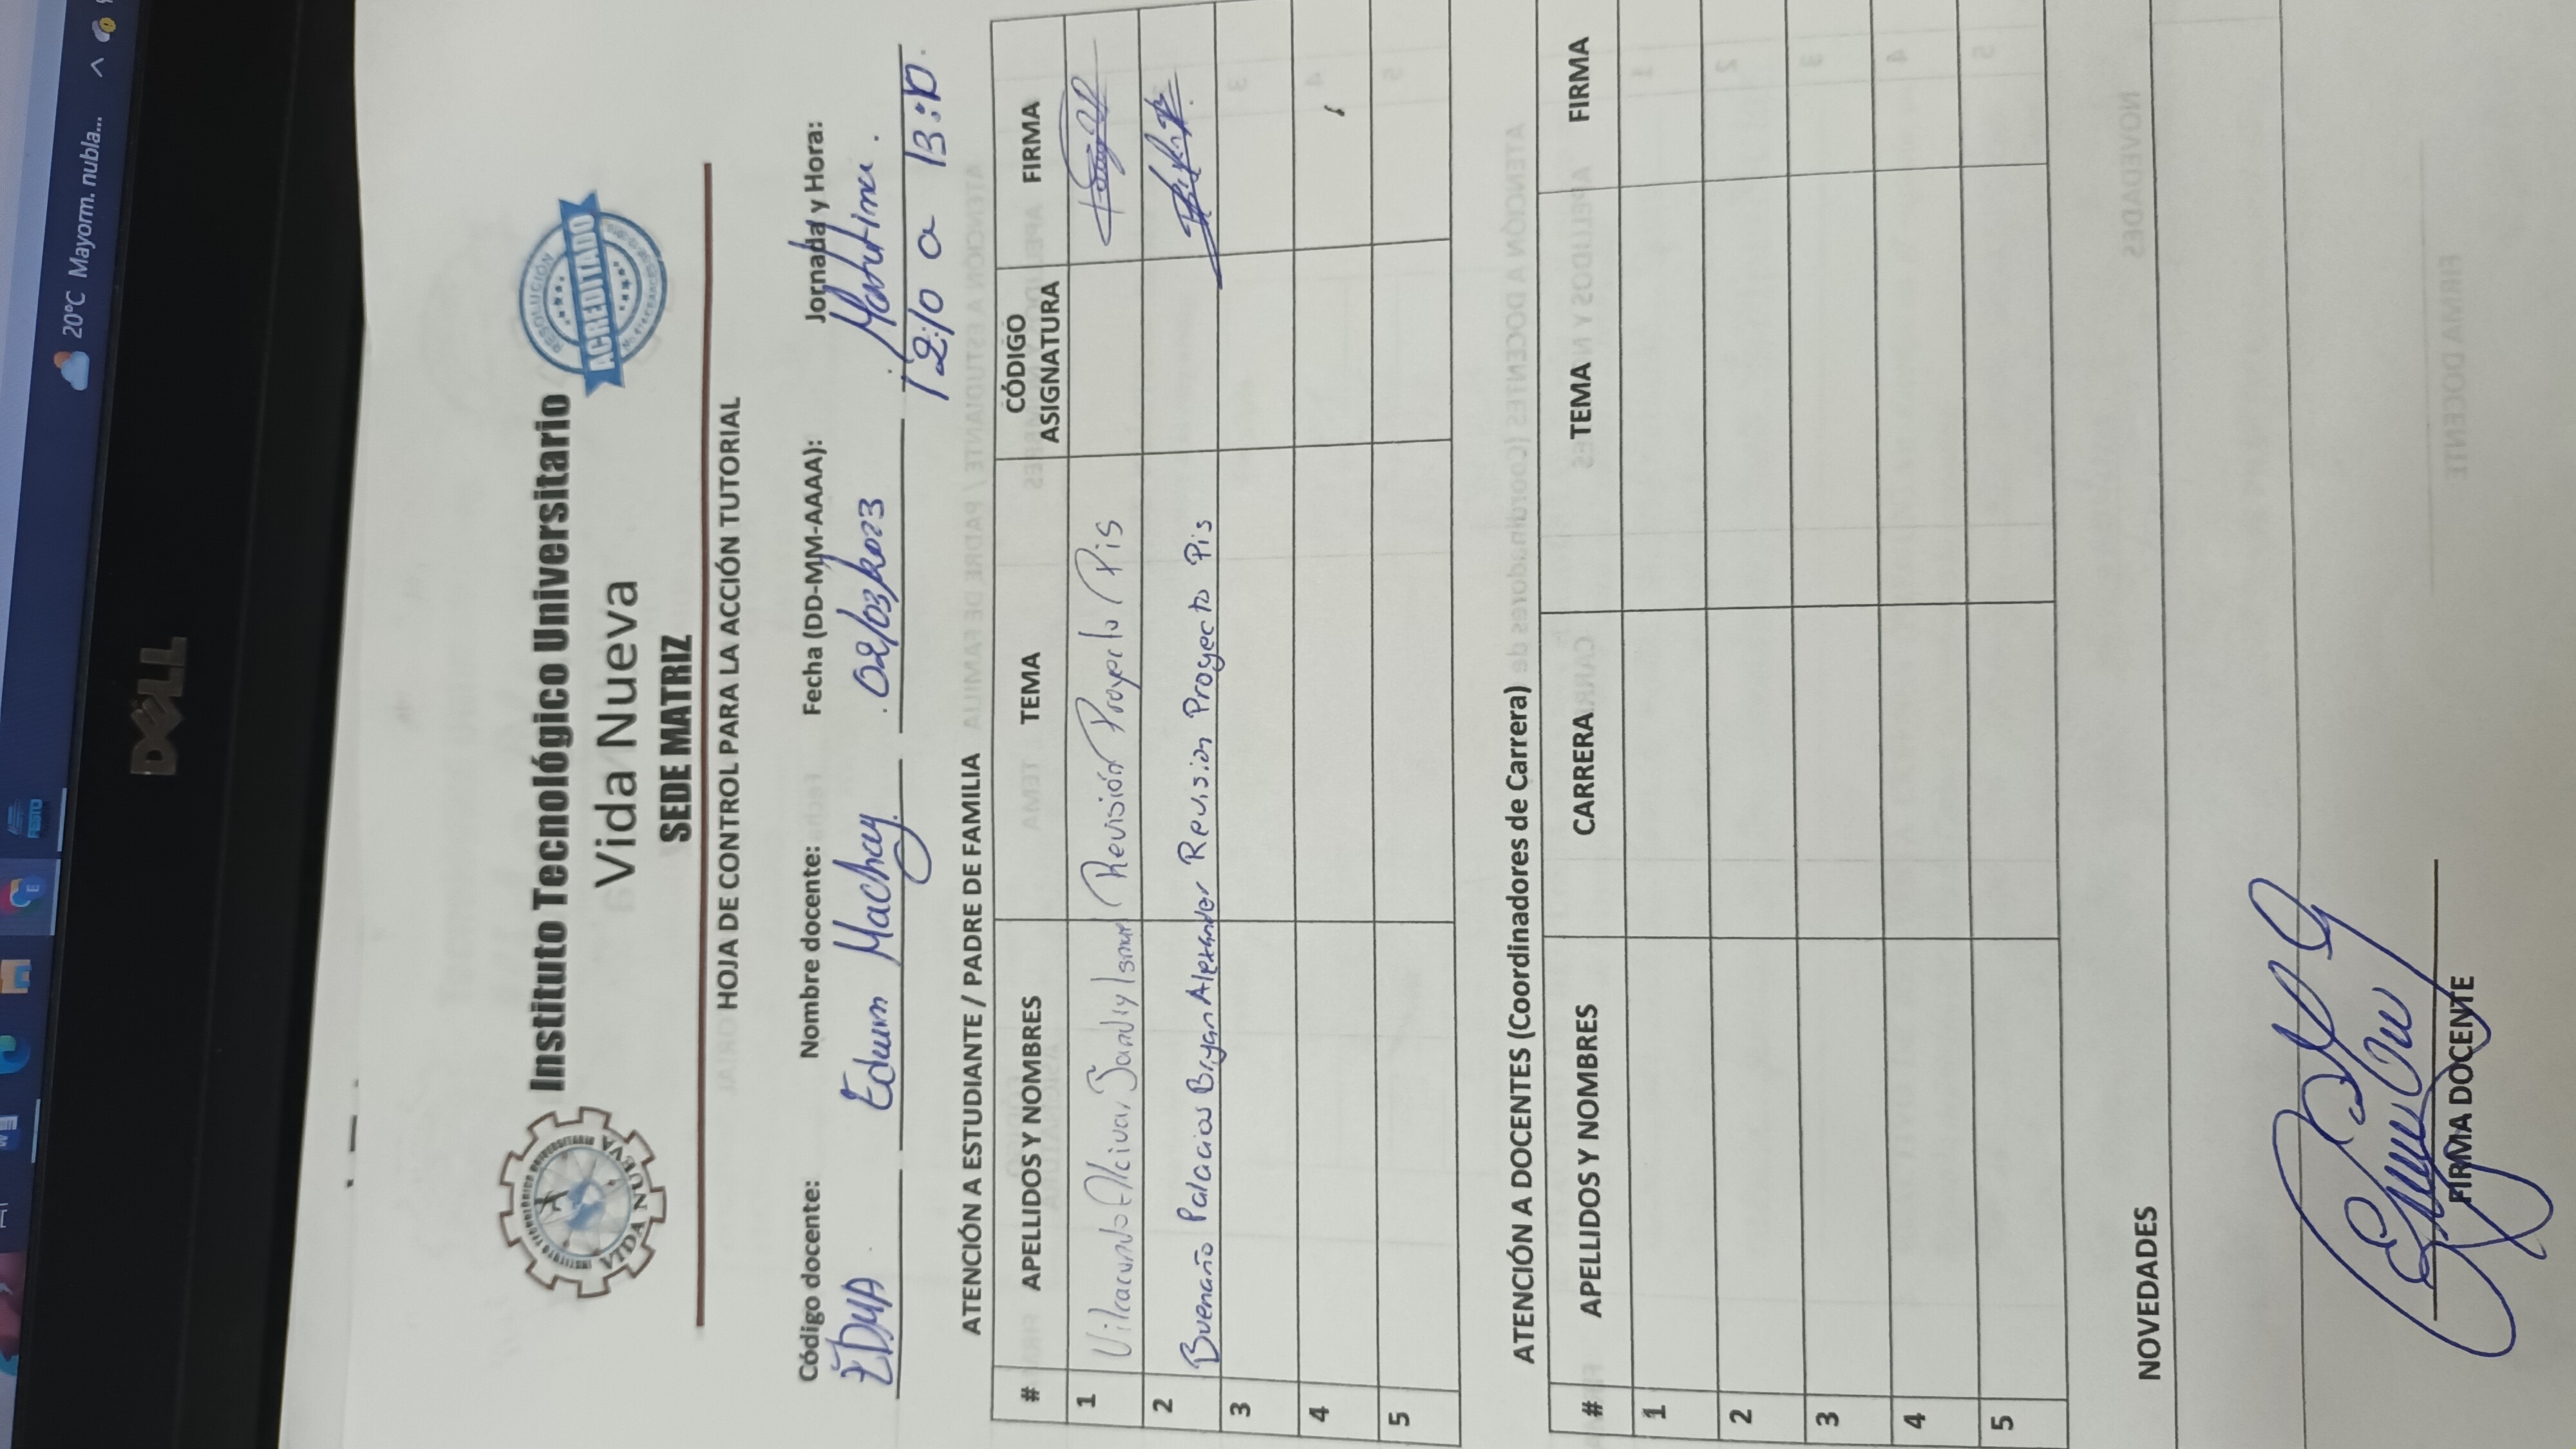 20°C Mayorm. nubla...
FESTO
DELL
INSTITUTO TECNOLÓGICO UNIVERSITARIO
VIDA NUEVA
Instituto Tecnológico Universitario
Vida Nueva
SEDE MATRIZ
RESOLUCIÓN
ACREDITADO
HOJA DE CONTROL PARA LA ACCIÓN TUTORIAL
Código docente: Nombre docente: Fecha (DD-MM-AAAA): Jornada y Hora:
EDMA Edwin Machay 02/03/2023 Matutina
12:10 a 13:10
ATENCIÓN A ESTUDIANTE / PADRE DE FAMILIA
# APELLIDOS Y NOMBRES TEMA CÓDIGO ASIGNATURA FIRMA
1 Vilcacundo Alcivar Jandry Ismael Revisión Proyecto Pis
2 Buenaño Palacios Bryan Alexander Revision Proyecto Pis
3
4
5
ATENCIÓN A DOCENTES (Coordinadores de Carrera)
# APELLIDOS Y NOMBRES CARRERA TEMA FIRMA
1
2
3
4
5
NOVEDADES
FIRMA DOCENTE